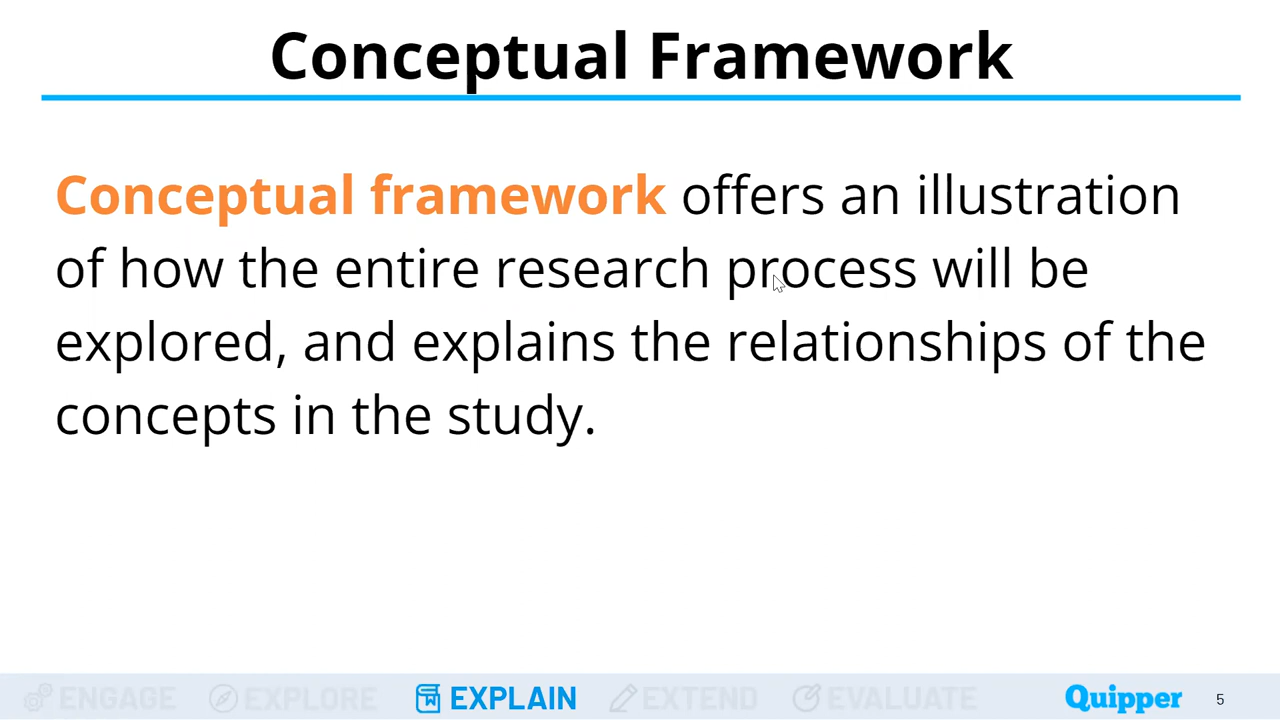 Conceptual Framework
Conceptual framework offers an illustration
of how the entire research process will be
explored, and explains the relationships of the
concepts in the study.
ENGAGE EXPLORE EXPLAIN EXTEND EVALUATE Quipper 5